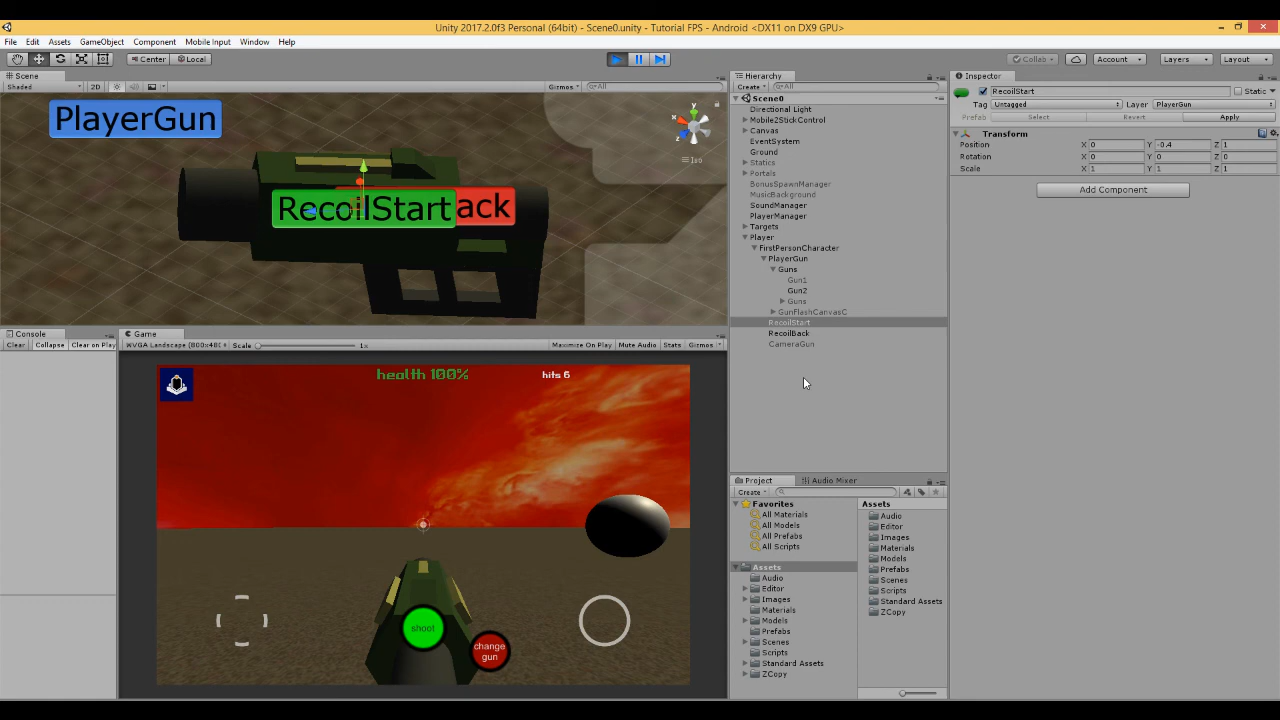 Unity 2017.2.0f3 Personal (64bit) - Scene0.unity - Tutorial FPS - Android <DX11 on DX9 GPU>
File Edit Assets GameObject Component Mobile Input Window Help
Center Local Collab Account Layers Layout
Scene
Shaded 2D Gizmos All
PlayerGun
y x z
Iso
RecoilStart ack
Console
Clear Collapse Clear on Play
Game
WVGA Landscape (800x48 Scale 1x Maximize On Play Mute Audio Stats Gizmos
health 100% hits 6
shoot
change
gun
Hierarchy
Create All
Scene0
Directional Light
Mobile2StickControl
Canvas
EventSystem
Ground
Statics
Portals
BonusSpawnManager
MusicBackground
SoundManager
PlayerManager
Targets
Player
FirstPersonCharacter
PlayerGun
Guns
Gun1
Gun2
Guns
GunFlashCanvasC
RecoilStart
RecoilBack
CameraGun
Project Audio Mixer
Create
Favorites
All Materials
All Models
All Prefabs
All Scripts
Assets
Audio
Editor
Images
Materials
Models
Prefabs
Scenes
Scripts
Standard Assets
ZCopy
Assets
Audio
Editor
Images
Materials
Models
Prefabs
Scenes
Scripts
Standard Assets
ZCopy
Inspector
RecoilStart Static
Tag Untagged Layer PlayerGun
Prefab Select Revert Apply
Transform
Position X 0 Y -0.4 Z 1
Rotation X 0 Y 0 Z 0
Scale X 1 Y 1 Z 1
Add Component